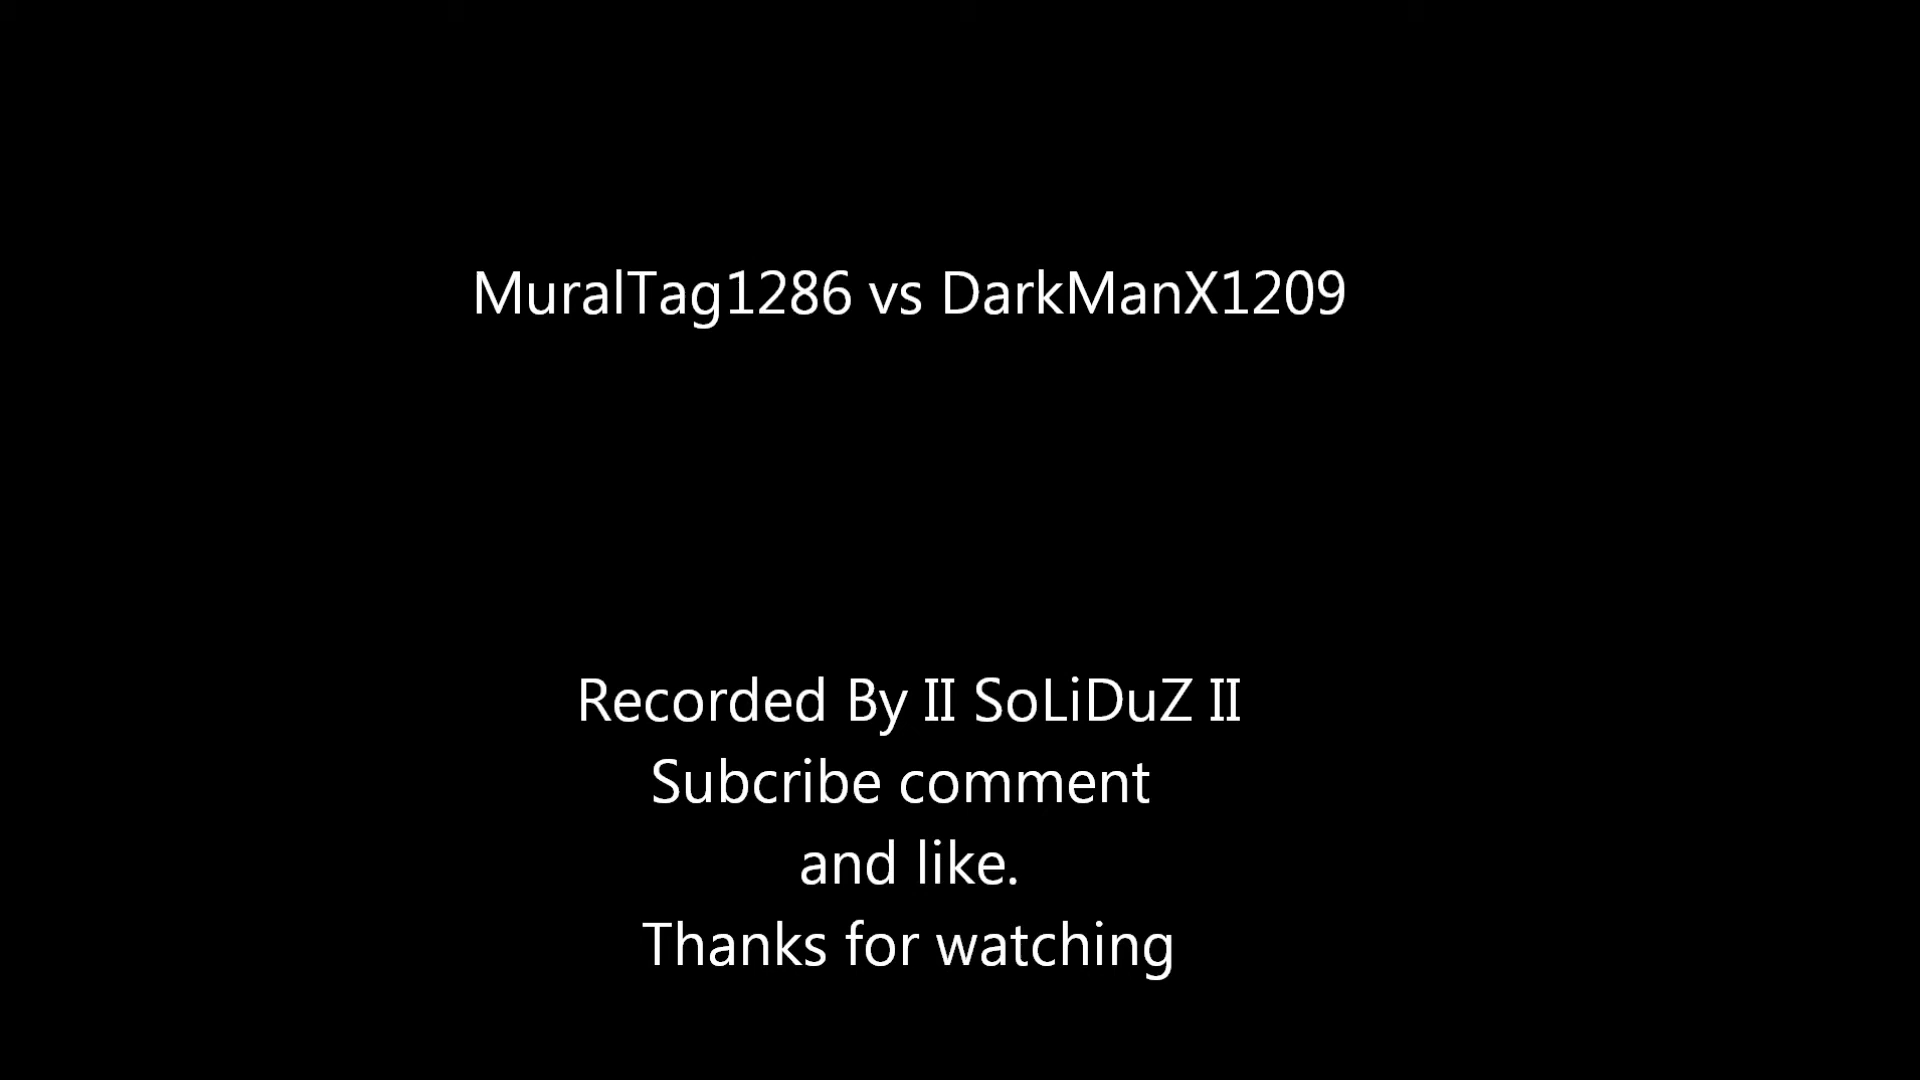 MuralTag1286 vs DarkManX1209
Recorded By II SoLiDuZ II
Subcribe comment
and like.
Thanks for watching